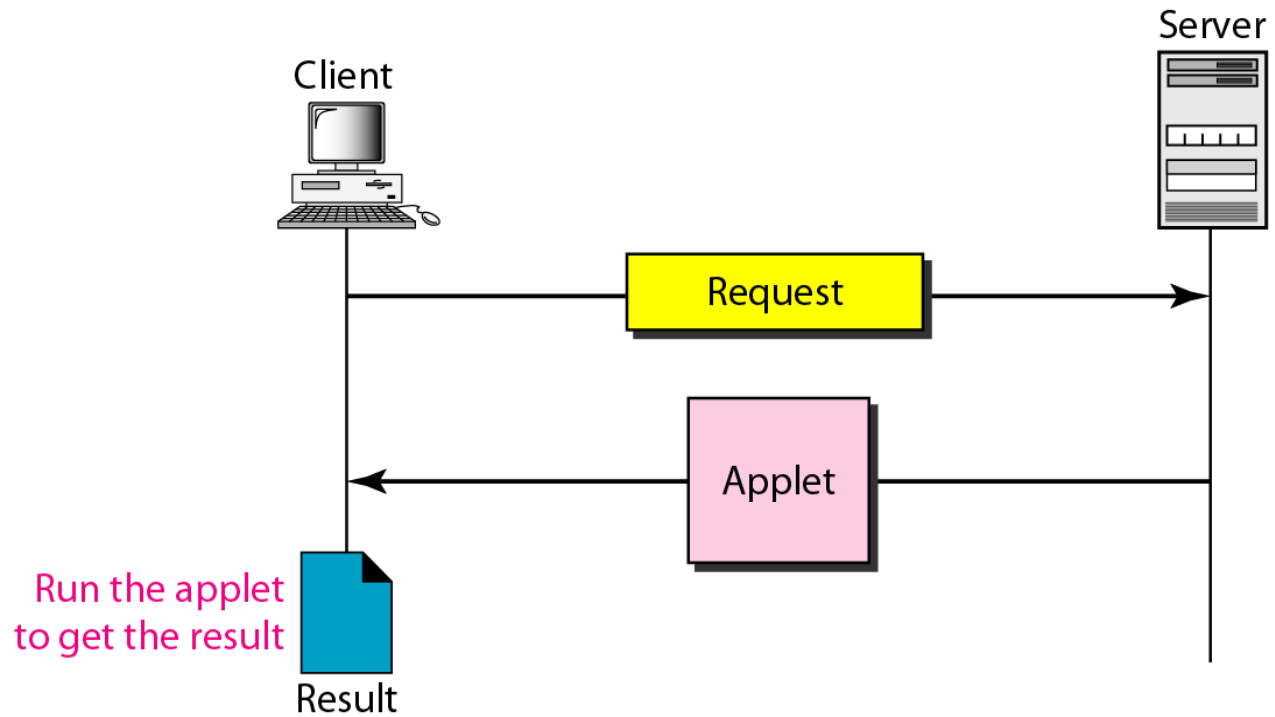 Server
Client
Request
Applet
Run the applet
to get the result
Result